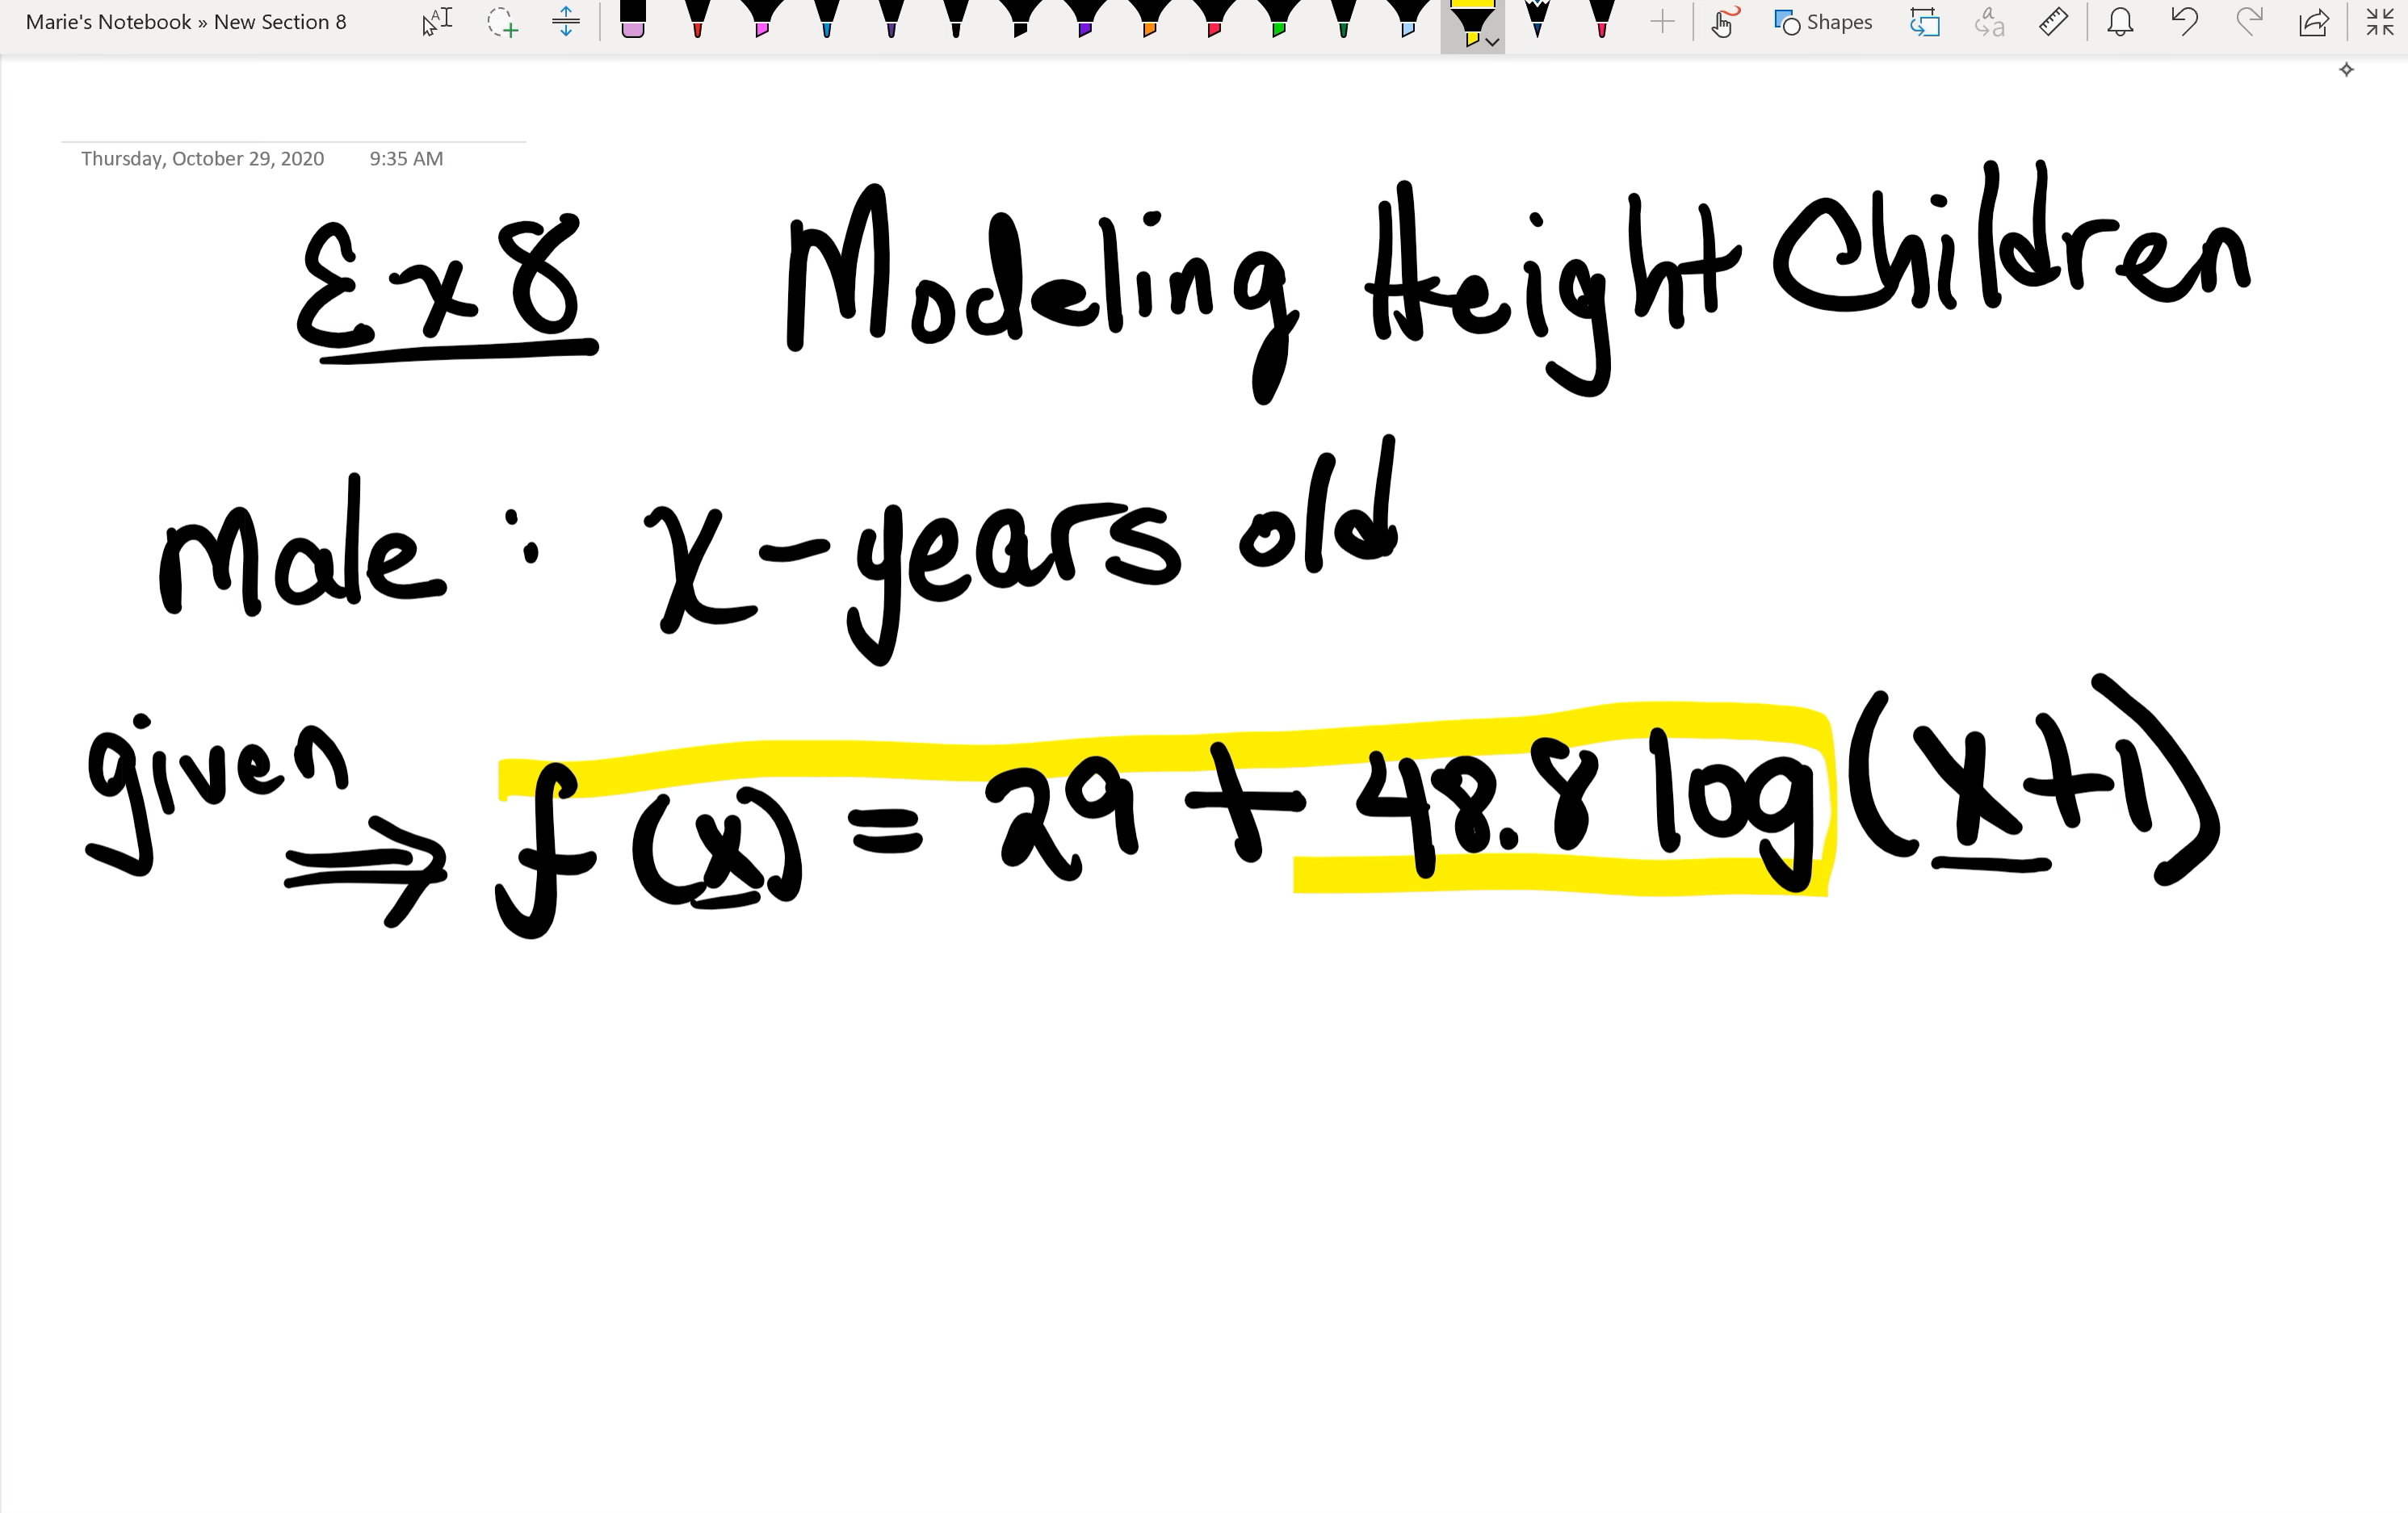 Marie's Notebook » New Section 8
Shapes
Thursday, October 29, 2020 9:35 AM
Ex 8 Modeling Height Children
Male : x-years old
given
⇒ f(x) = 29 + 48.8 log (x+1)